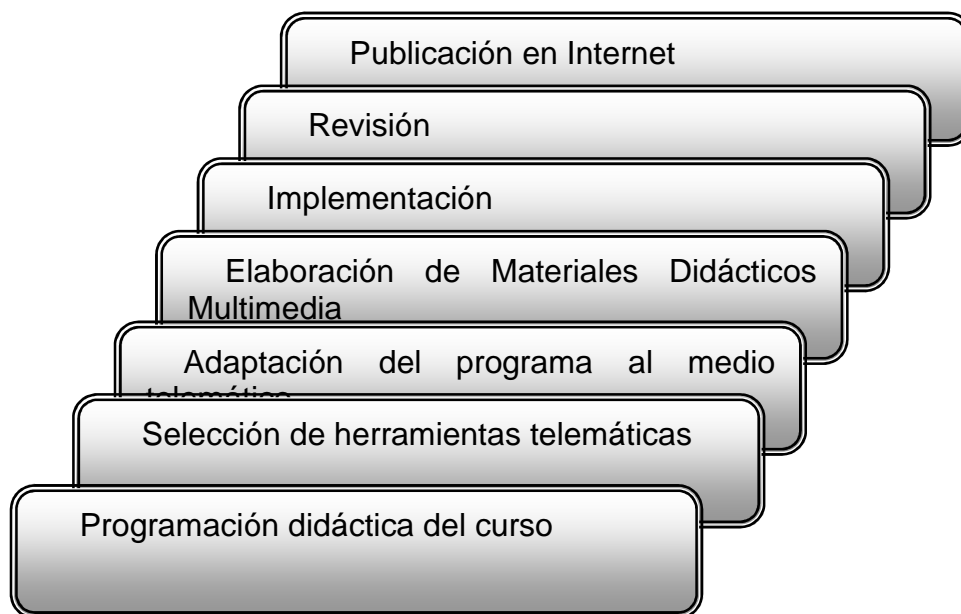 Publicación en Internet
Revisión
Implementación
Elaboración de Materiales Didácticos
Multimedia
Adaptación del programa al medio
telemático
Selección de herramientas telemáticas
Programación didáctica del curso